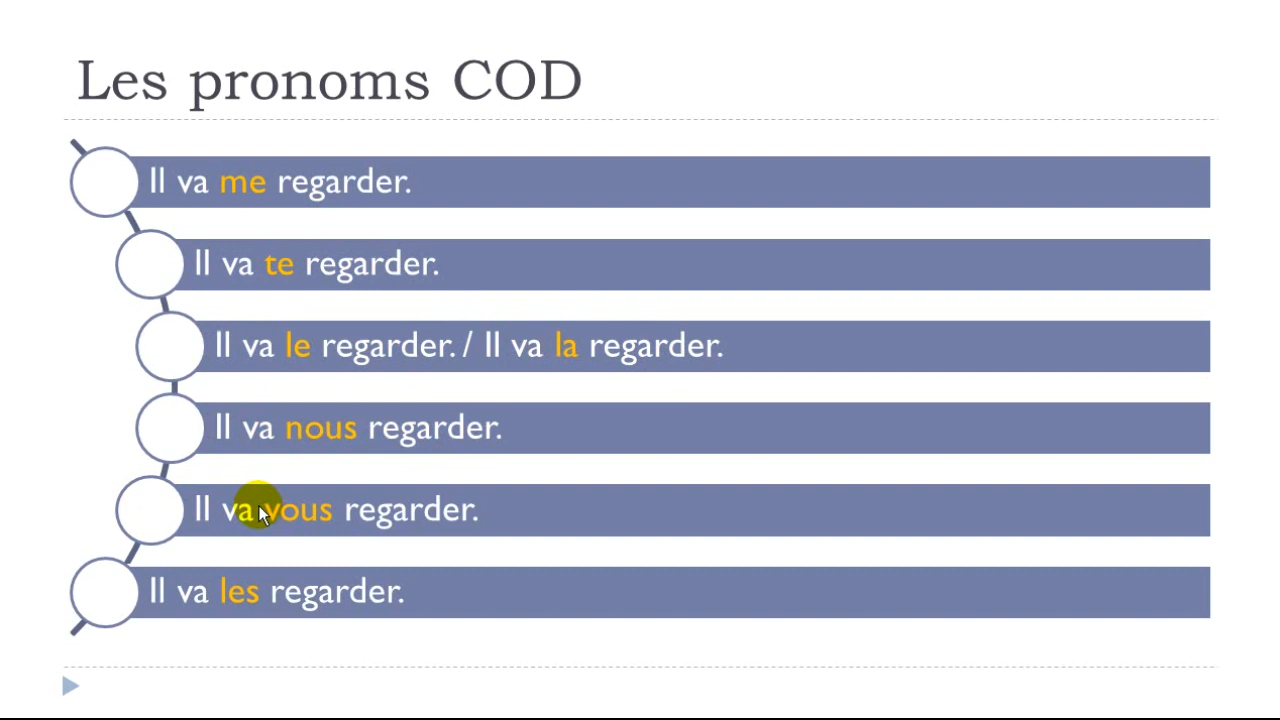 Les pronoms COD
Il va me regarder.
Il va te regarder.
Il va le regarder. / Il va la regarder.
Il va nous regarder.
Il va vous regarder.
Il va les regarder.